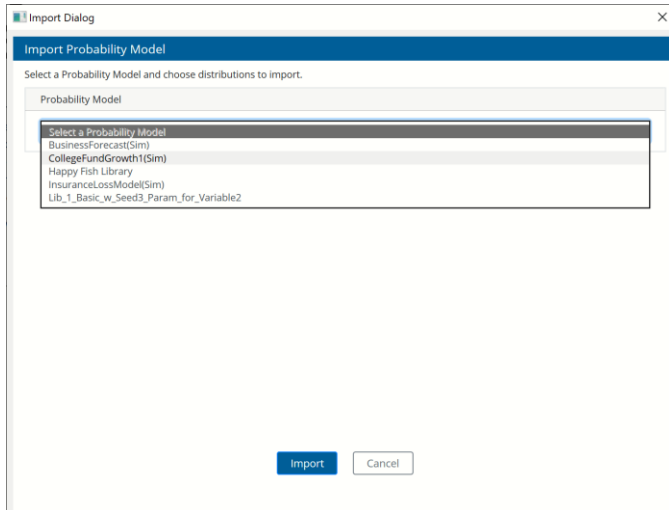 Import Dialog
Import Probability Model
Select a Probability Model and choose distributions to import.
Probability Model
Select a Probability Model
BusinessForecast(Sim)
CollegeFundGrowth1(Sim)
Happy Fish Library
InsuranceLossModel(Sim)
Lib_1_Basic_w_Seed3_Param_for_Variable2
Import Cancel